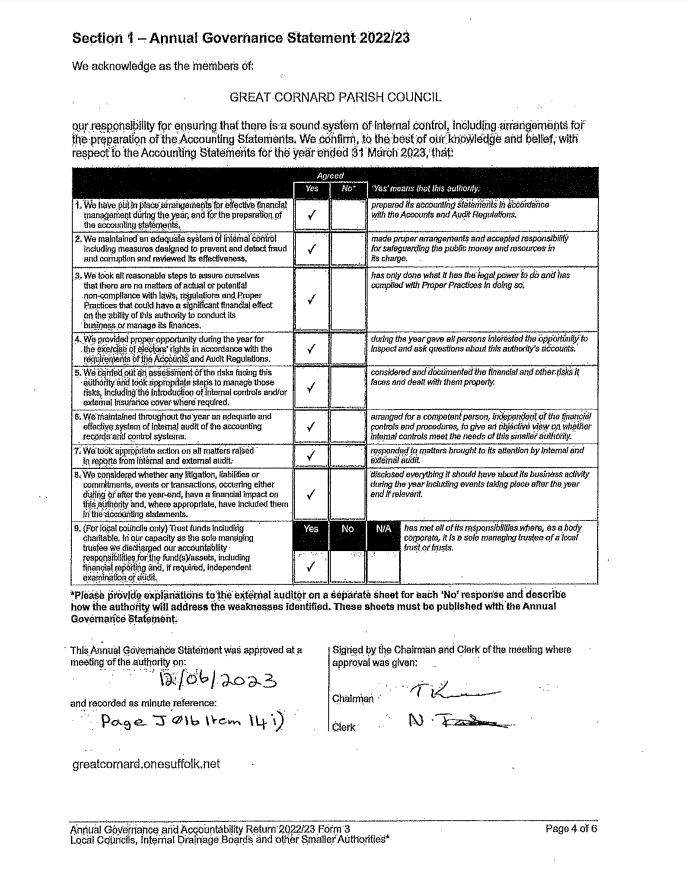 Section 1 – Annual Governance Statement 2022/23
We acknowledge as the members of:
GREAT CORNARD PARISH COUNCIL
our responsibility for ensuring that there is a sound system of internal control, including arrangements for
the preparation of the Accounting Statements. We confirm, to the best of our knowledge and belief, with
respect to the Accounting Statements for the year ended 31 March 2023, that:
Agreed
Yes No* 'Yes' means that this authority:
1. We have put in place arrangements for effective financial
management during the year, and for the preparation of
the accounting statements.
✓
prepared its accounting statements in accordance
with the Accounts and Audit Regulations.
2. We maintained an adequate system of internal control
including measures designed to prevent and detect fraud
and corruption and reviewed its effectiveness.
✓
made proper arrangements and accepted responsibility
for safeguarding the public money and resources in
its charge.
3. We took all reasonable steps to assure ourselves
that there are no matters of actual or potential
non-compliance with laws, regulations and Proper
Practices that could have a significant financial effect
on the ability of this authority to conduct its
business or manage its finances.
✓
has only done what it has the legal power to do and has
complied with Proper Practices in doing so.
4. We provided proper opportunity during the year for
the exercise of electors' rights in accordance with the
requirements of the Accounts and Audit Regulations.
✓
during the year gave all persons interested the opportunity to
inspect and ask questions about this authority's accounts.
5. We carried out an assessment of the risks facing this
authority and took appropriate steps to manage those
risks, including the introduction of internal controls and/or
external insurance cover where required.
✓
considered and documented the financial and other risks it
faces and dealt with them properly.
6. We maintained throughout the year an adequate and
effective system of internal audit of the accounting
records and control systems.
✓
arranged for a competent person, independent of the financial
controls and procedures, to give an objective view on whether
internal controls meet the needs of this smaller authority.
7. We took appropriate action on all matters raised
in reports from internal and external audit.
✓
responded to matters brought to its attention by internal and
external audit.
8. We considered whether any litigation, liabilities or
commitments, events or transactions, occurring either
during or after the year-end, have a financial impact on
this authority and, where appropriate, have included them
in the accounting statements.
✓
disclosed everything it should have about its business activity
during the year including events taking place after the year
end if relevant.
9. (For local councils only) Trust funds including
charitable. In our capacity as the sole managing
trustee we discharged our accountability
responsibilities for the fund(s)/assets, including
financial reporting and, if required, independent
examination or audit.
Yes No N/A
✓
has met all of its responsibilities where, as a body
corporate, it is a sole managing trustee of a local
trust or trusts.
*Please provide explanations to the external auditor on a separate sheet for each 'No' response and describe
how the authority will address the weaknesses identified. These sheets must be published with the Annual
Governance Statement.
This Annual Governance Statement was approved at a
meeting of the authority on:
12/06/2023
and recorded as minute reference:
Page J 016 Item 14 i)
Signed by the Chairman and Clerk of the meeting where
approval was given:
Chairman
Clerk
greatcornard.onesuffolk.net
Annual Governance and Accountability Return 2022/23 Form 3
Local Councils, Internal Drainage Boards and other Smaller Authorities*
Page 4 of 6